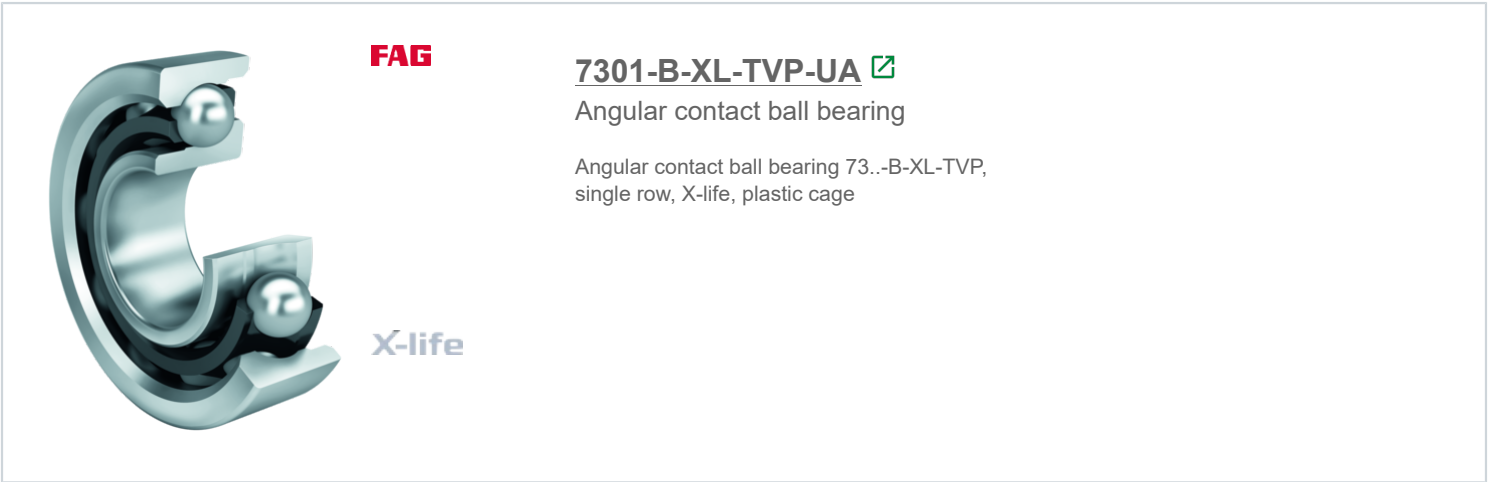 FAG
7301-B-XL-TVP-UA
Angular contact ball bearing
Angular contact ball bearing 73..-B-XL-TVP,
single row, X-life, plastic cage
X-life